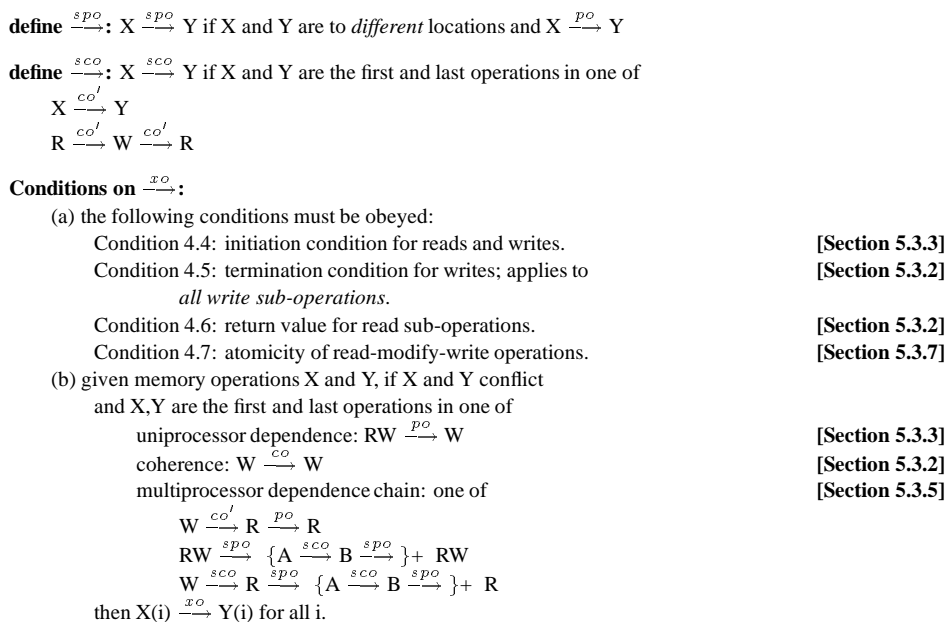 define —spo→: X —spo→ Y if X and Y are to different locations and X —po→ Y
define —sco→: X —sco→ Y if X and Y are the first and last operations in one of
X —co′→ Y
R —co′→ W —co′→ R
Conditions on —xo→:
(a) the following conditions must be obeyed:
Condition 4.4: initiation condition for reads and writes. [Section 5.3.3]
Condition 4.5: termination condition for writes; applies to [Section 5.3.2]
all write sub-operations.
Condition 4.6: return value for read sub-operations. [Section 5.3.2]
Condition 4.7: atomicity of read-modify-write operations. [Section 5.3.7]
(b) given memory operations X and Y, if X and Y conflict
and X,Y are the first and last operations in one of
uniprocessor dependence: RW —po→ W [Section 5.3.3]
coherence: W —co→ W [Section 5.3.2]
multiprocessor dependence chain: one of [Section 5.3.5]
W —co′→ R —po→ R
RW —spo→ {A —sco→ B —spo→ }+ RW
W —sco→ R —spo→ {A —sco→ B —spo→ }+ R
then X(i) —xo→ Y(i) for all i.